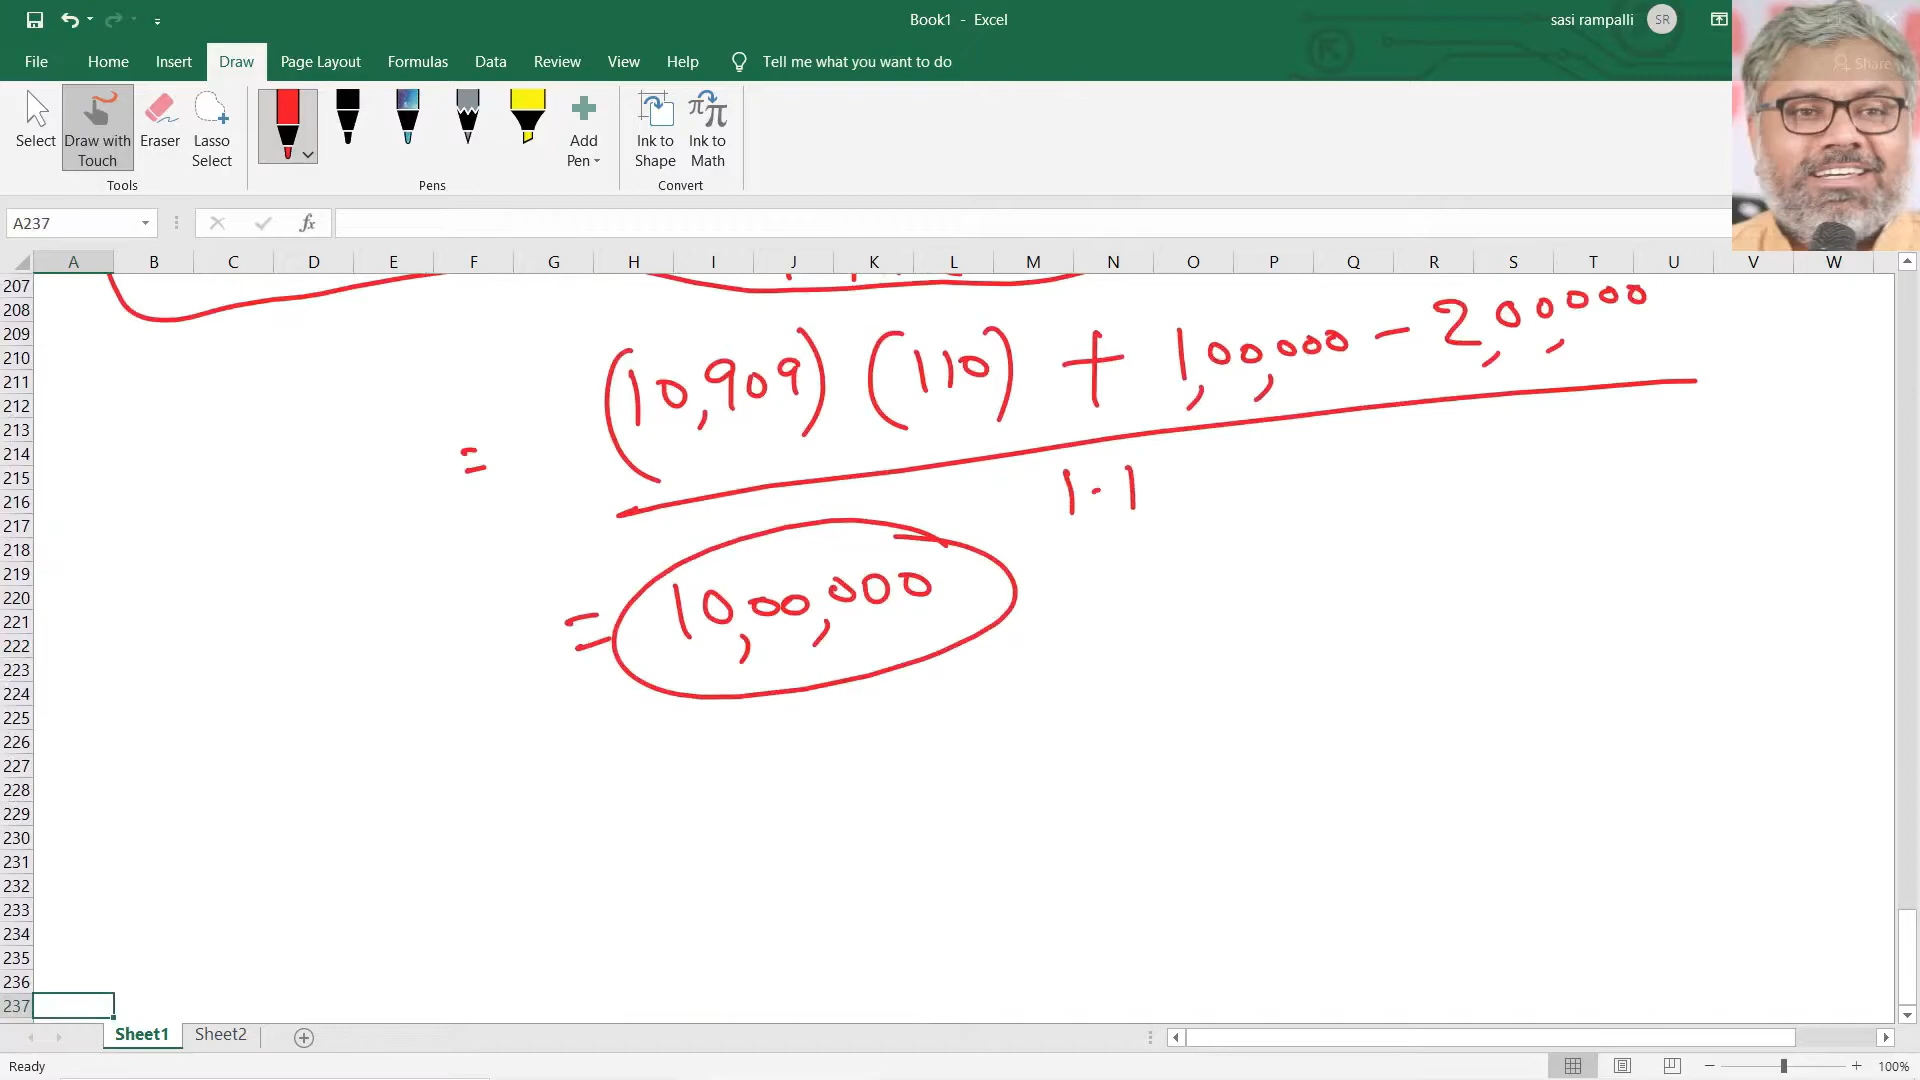 Book1 - Excel
sasi rampalli
SR
File Home Insert Draw Page Layout Formulas Data Review View Help Tell me what you want to do
Share
Select
Draw with Touch
Eraser
Lasso Select
Add Pen
Ink to Shape
Ink to Math
Tools
Pens
Convert
A237
fx
A B C D E F G H I J K L M N O P Q R S T U V W
207
208
209
210
211
212
213
214
215
216
217
218
219
220
221
222
223
224
225
226
227
228
229
230
231
232
233
234
235
236
237
(10,909) (110) + 1,00,000 - 2,00,000
=
1.1
= 10,00,000
Sheet1 Sheet2
Ready
100%